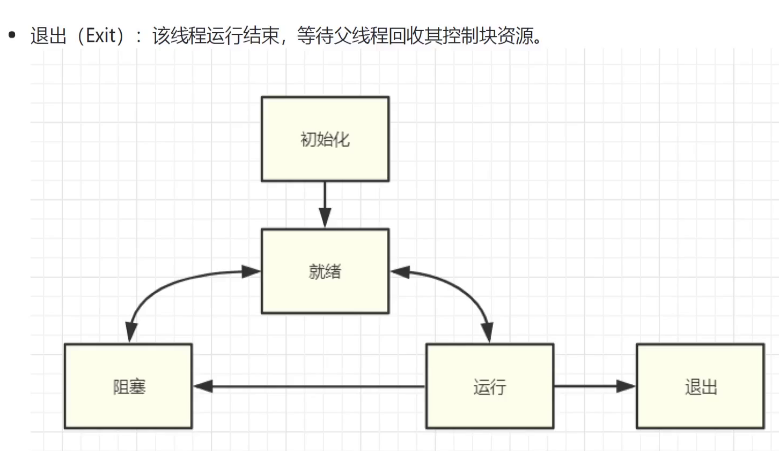 • 退出（Exit）：该线程运行结束，等待父线程回收其控制块资源。
初始化
就绪
阻塞
运行
退出